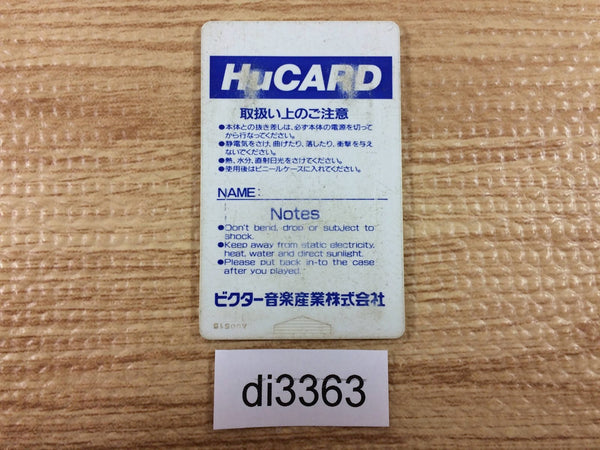 HuCARD
取扱い上のご注意
●本体との抜き差しは、必ず本体の電源を切って
から行なってください。
●静電気をさけ、曲げたり、落したり、衝撃を与え
ないでください。
●熱、水分、直射日光をさけてください。
●使用後はビニールケースに入れてください。
NAME:
Notes
●Don't bend, drop or subject to
shock.
●Keep away from static electricity,
heat, water and direct sunlight.
●Please put back in-to the case
after you played.
ビクター音楽産業株式会社
di3363